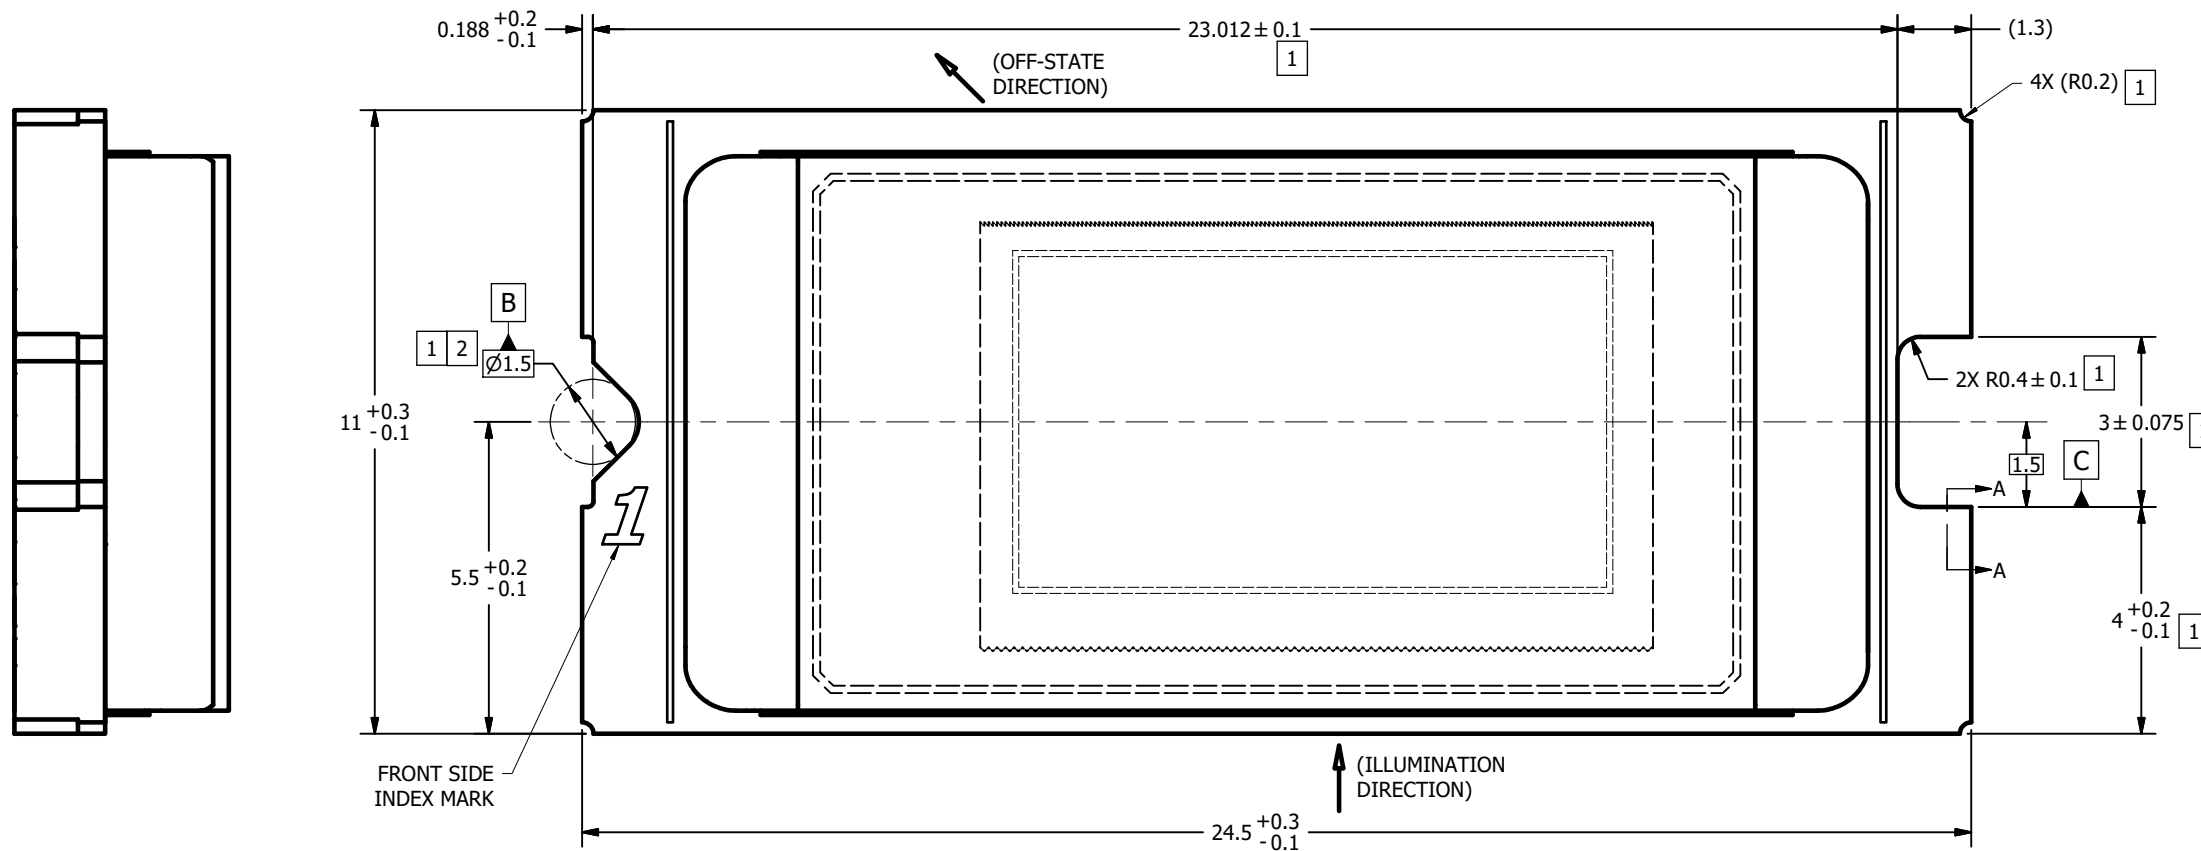 0.188 +0.2 -0.1
23.012 ± 0.1
1
(1.3)
(OFF-STATE
DIRECTION)
4X (R0.2) 1
B
1 2
Ø1.5
2X R0.4 ± 0.1 1
11 +0.3 -0.1
3 ± 0.075
1.5
C
A
1
5.5 +0.2 -0.1
A
4 +0.2 -0.1 1
FRONT SIDE
INDEX MARK
(ILLUMINATION
DIRECTION)
24.5 +0.3 -0.1